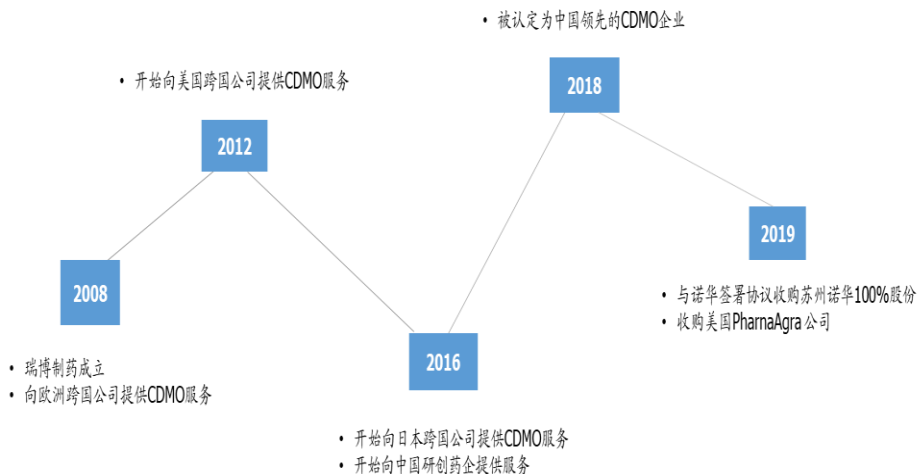 • 被认定为中国领先的CDMO企业
• 开始向美国跨国公司提供CDMO服务
2018
2012
2019
2008
• 与诺华签署协议收购苏州诺华100%股份
• 收购美国PharnaAgra 公司
2016
• 瑞博制药成立
• 向欧洲跨国公司提供CDMO服务
• 开始向日本跨国公司提供CDMO服务
• 开始向中国研创药企提供服务